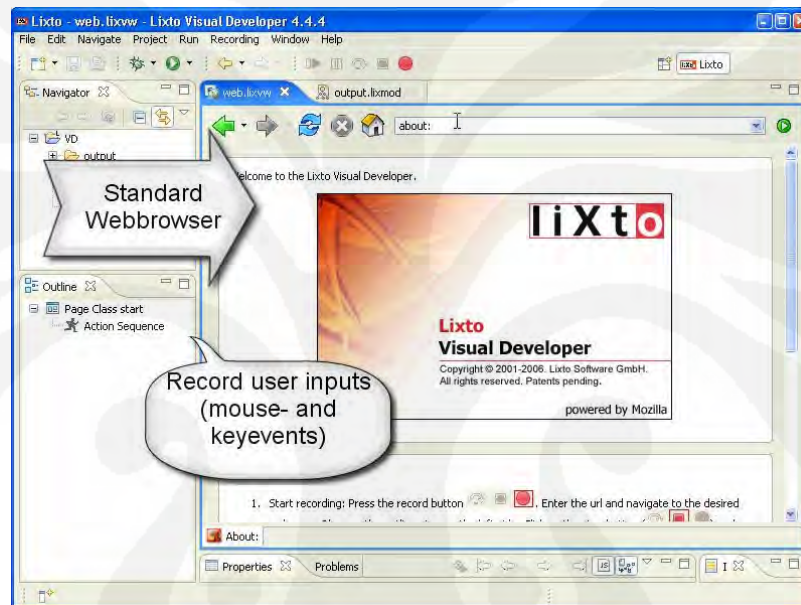 Lixto - web.lixvw - Lixto Visual Developer 4.4.4
File Edit Navigate Project Run Recording Window Help
Lixto
Navigator
web.lixvw
output.lixmod
about:
VD
output
Standard
Webbrowser
elcome to the Lixto Visual Developer.
liXto
Lixto
Visual Developer
Copyright © 2001-2006. Lixto Software GmbH.
All rights reserved. Patents pending.
powered by Mozilla
Outline
Page Class start
Action Sequence
Record user inputs
(mouse- and
keyevents)
1. Start recording: Press the record button . Enter the url and navigate to the desired
About:
Properties
Problems
I